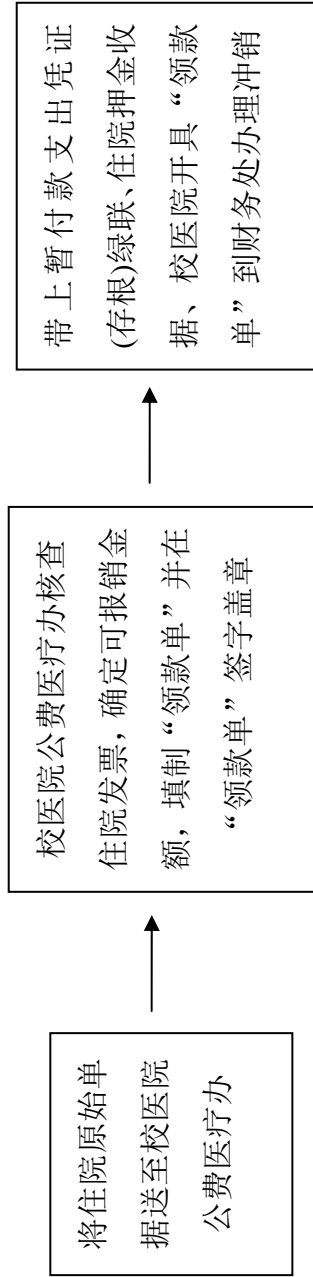 将住院原始单
据送至校医院
公费医疗办
校医院公费医疗办核查
住院发票，确定可报销金
额，填制“领款单”并在
“领款单”签字盖章
带上暂付款支出凭证
(存根)绿联、住院押金收
据、校医院开具“领款
单”到财务处办理冲销